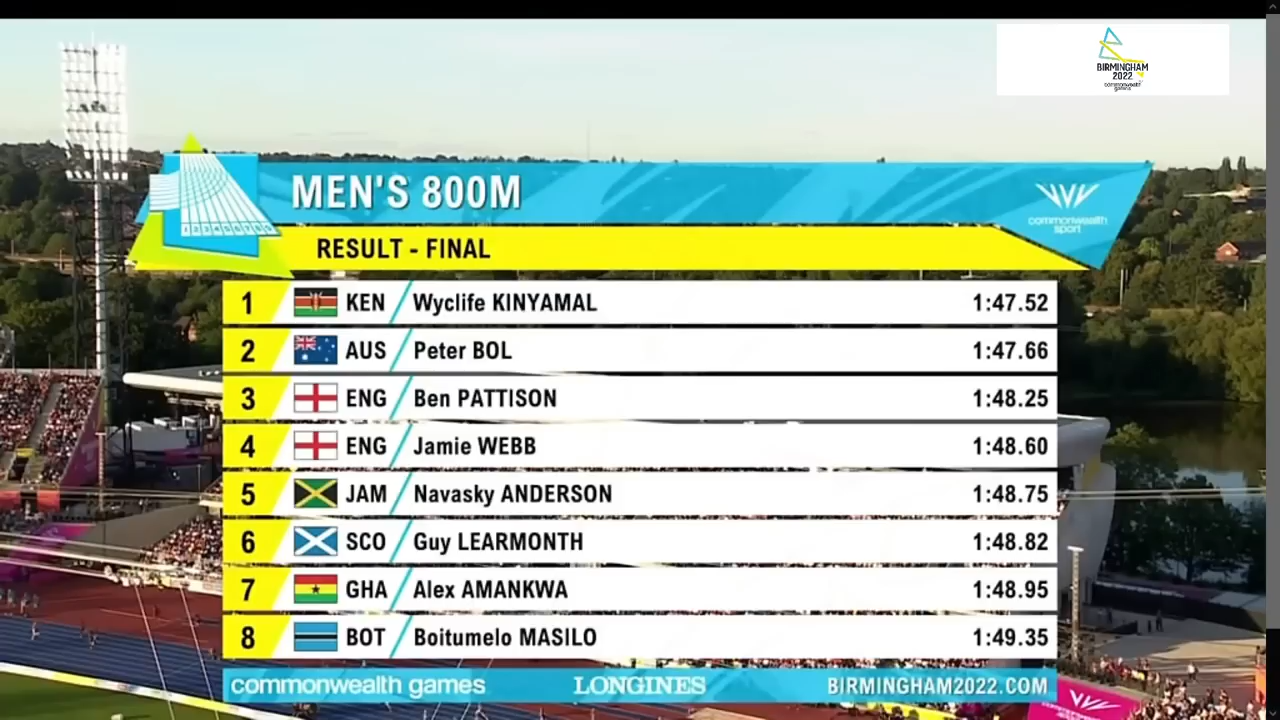 BIRMINGHAM
2022
commonwealth
games
MEN'S 800M
commonwealth
sport
RESULT - FINAL
1 KEN Wyclife KINYAMAL 1:47.52
2 AUS Peter BOL 1:47.66
3 ENG Ben PATTISON 1:48.25
4 ENG Jamie WEBB 1:48.60
5 JAM Navasky ANDERSON 1:48.75
6 SCO Guy LEARMONTH 1:48.82
7 GHA Alex AMANKWA 1:48.95
8 BOT Boitumelo MASILO 1:49.35
commonwealth games LONGINES BIRMINGHAM2022.COM